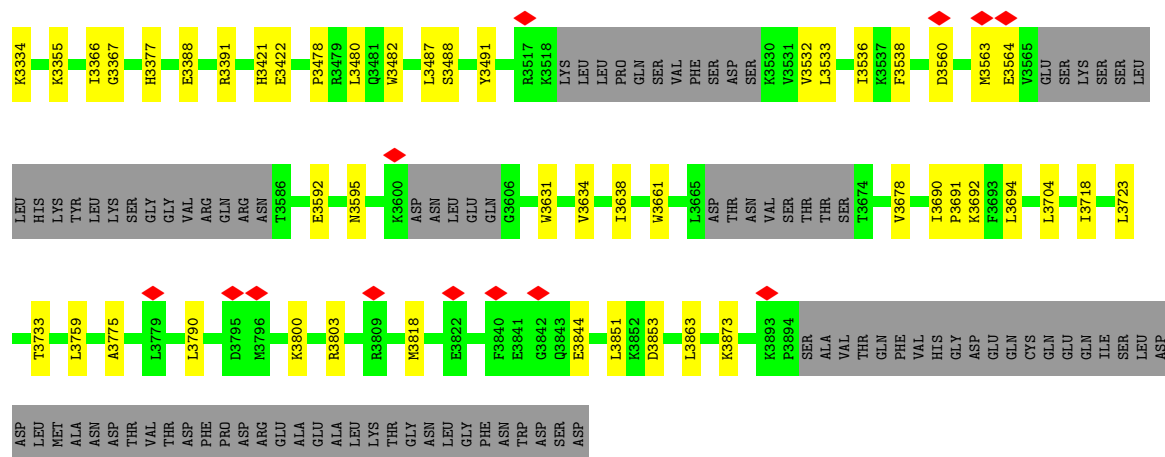 K3334 K3355 I3366 G3367 H3377 E3388 R3391 H3421 E3422 P3478 R3479 L3480 Q3481 W3482 L3487 S3488 Y3491 R3517 K3518 LYS LEU LEU PRO GLN SER VAL PHE SER ASP SER K3530 V3531 V3532 L3533 I3536 K3537 F3538 D3560 M3563 E3564 V3565 GLU SER LYS SER SER LEU
LEU HIS LYS TYR LEU LYS SER GLY GLY VAL ARG GLN ARG ASN T3586 E3592 N3595 K3600 ASP ASN LEU GLU GLN G3606 W3631 V3634 I3638 W3661 L3665 ASP THR ASN VAL SER THR THR SER T3674 V3678 I3690 P3691 K3692 F3693 L3694 L3704 I3718 L3723
T3733 L3759 A3775 L3779 L3790 D3795 M3796 K3800 R3803 R3809 M3818 E3822 F3840 E3841 G3842 Q3843 E3844 L3851 K3852 D3853 L3863 K3873 K3893 P3894 SER ALA VAL THR GLN PHE VAL HIS GLY ASP GLU GLN CYS GLN GLU GLN ILE SER LEU ASP
ASP LEU MET ALA ASN ASP THR VAL THR ASP PHE PRO ASP ARG GLU ALA GLU ALA LEU LYS THR GLY ASN LEU GLY PHE ASN TRP ASP SER ASP